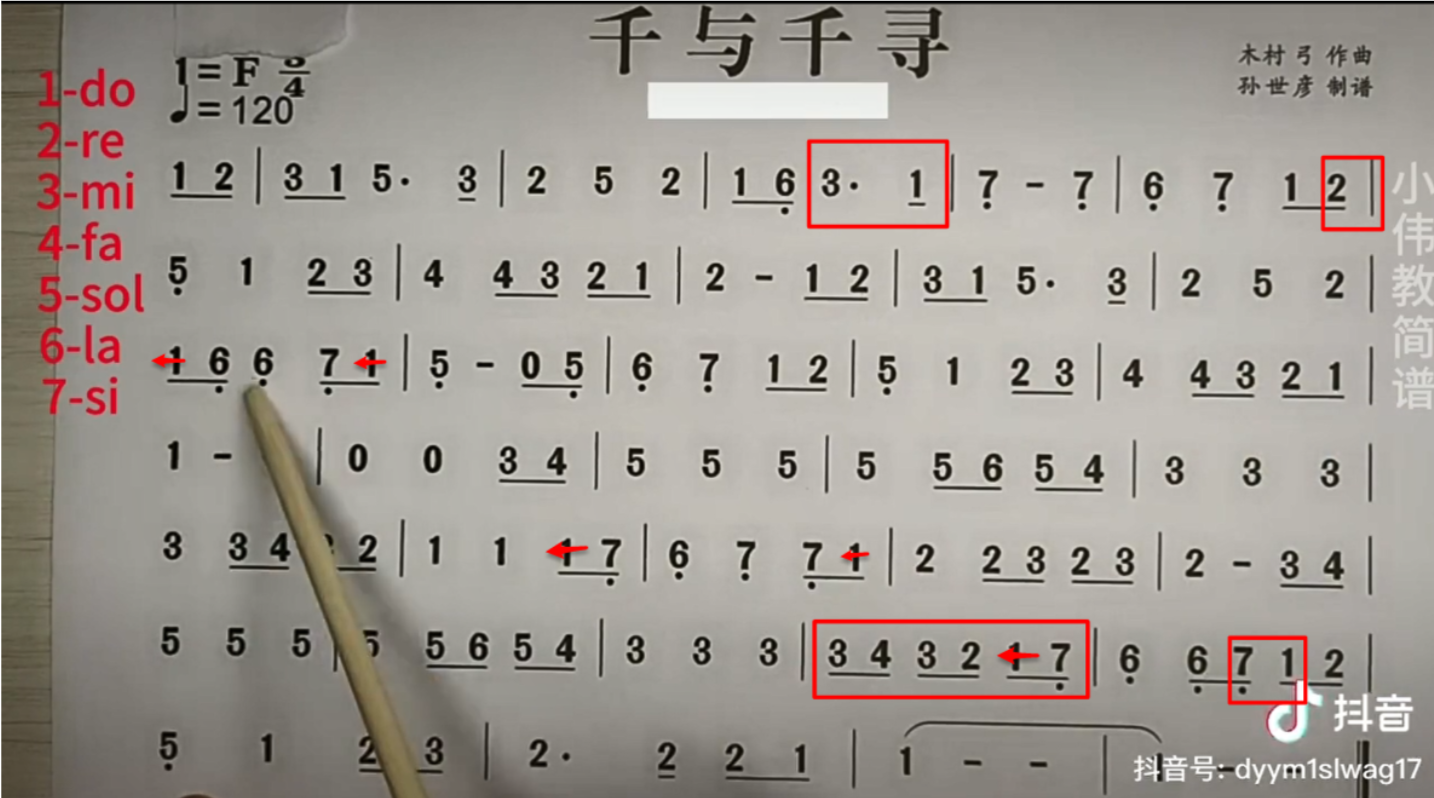 千与千寻
1=F 3/4
♩=120
木村弓 作曲
孙世彦 制谱
1-do
2-re
3-mi
4-fa
5-sol
6-la
7-si
1 2 | 3 1 5· 3 | 2 5 2 | 1 6̣ 3· 1 | 7̣ - 7̣ | 6̣ 7̣ 1 2 |
5̣ 1 2 3 | 4 4 3 2 1 | 2 - 1 2 | 3 1 5· 3 | 2 5 2 |
1 6̣ 6̣ 7̣ 1 | 5̣ - 0 5̣ | 6̣ 7̣ 1 2 | 5̣ 1 2 3 | 4 4 3 2 1 |
1 - | 0 0 3 4 | 5 5 5 | 5 5 6 5 4 | 3 3 3 |
3 3 4 2 | 1 1 1 7̣ | 6̣ 7̣ 7̣ 1 | 2 2 3 2 3 | 2 - 3 4 |
5 5 5 | 5 5 6 5 4 | 3 3 3 | 3 4 3 2 1 7̣ | 6̣ 6̣ 7̣ 1 2 |
5̣ 1 2 3 | 2· 2 2 1 | 1 - - | - -
小伟教简谱
抖音
抖音号: dyym1slwag17